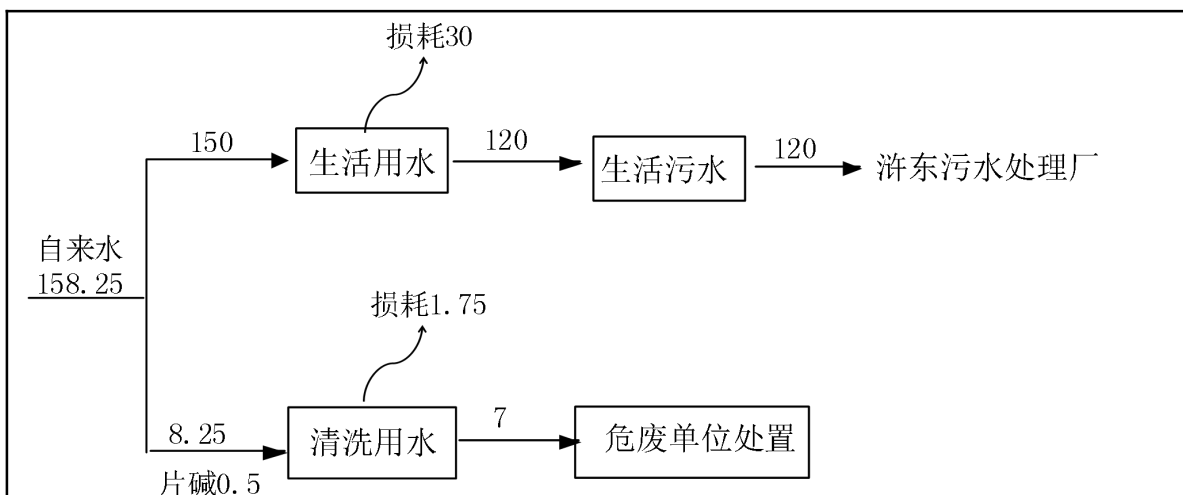 损耗30
150
生活用水
120
生活污水
120
浒东污水处理厂
自来水
158.25
损耗1.75
8.25
片碱0.5
清洗用水
7
危废单位处置